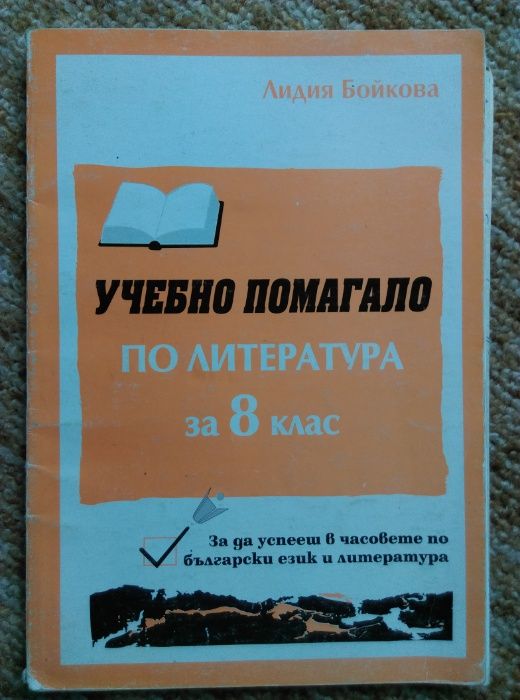 Лидия Бойкова
УЧЕБНО ПОМАГАЛО
ПО ЛИТЕРАТУРА
за 8 клас
За да успееш в часовете по
български език и литература